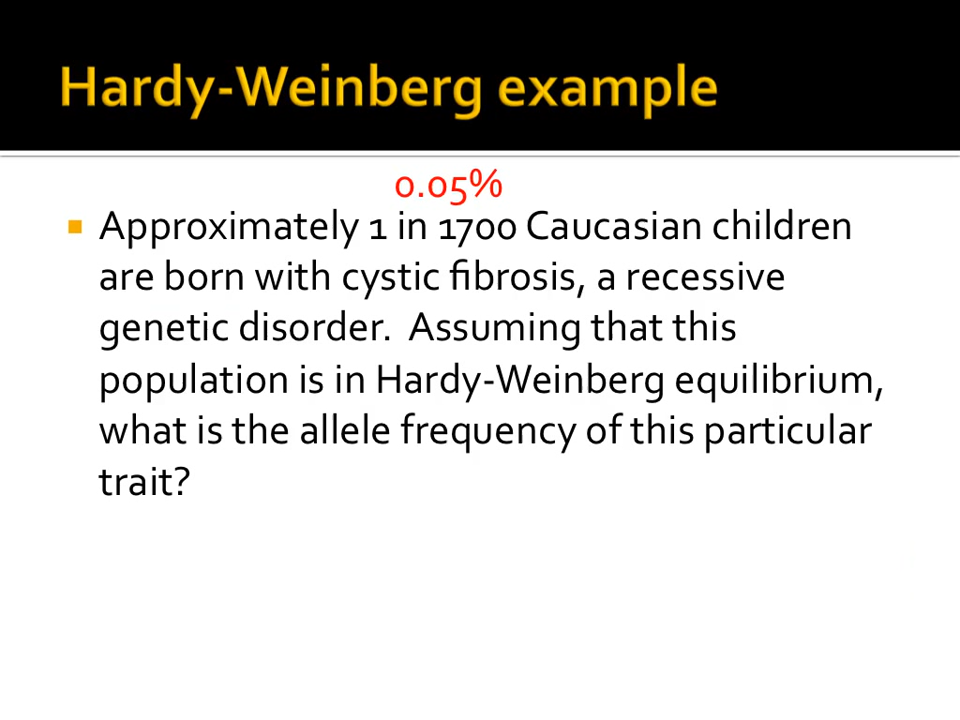 Hardy-Weinberg example
0.05%
Approximately 1 in 1700 Caucasian children
are born with cystic fibrosis, a recessive
genetic disorder.  Assuming that this
population is in Hardy-Weinberg equilibrium,
what is the allele frequency of this particular
trait?